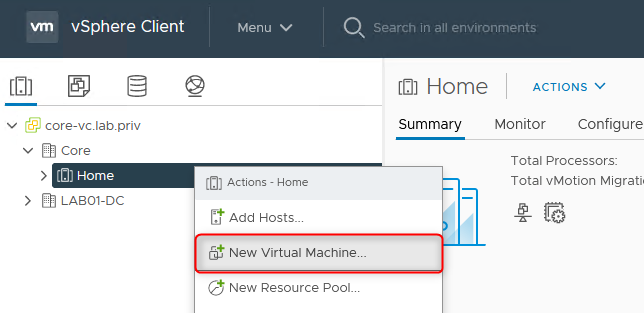 vm vSphere Client Menu Search in all environments
core-vc.lab.priv
Core
Home
LAB01-DC
Home ACTIONS
Summary Monitor Configure
Total Processors:
Total vMotion Migratio
Actions - Home
Add Hosts...
New Virtual Machine...
New Resource Pool...